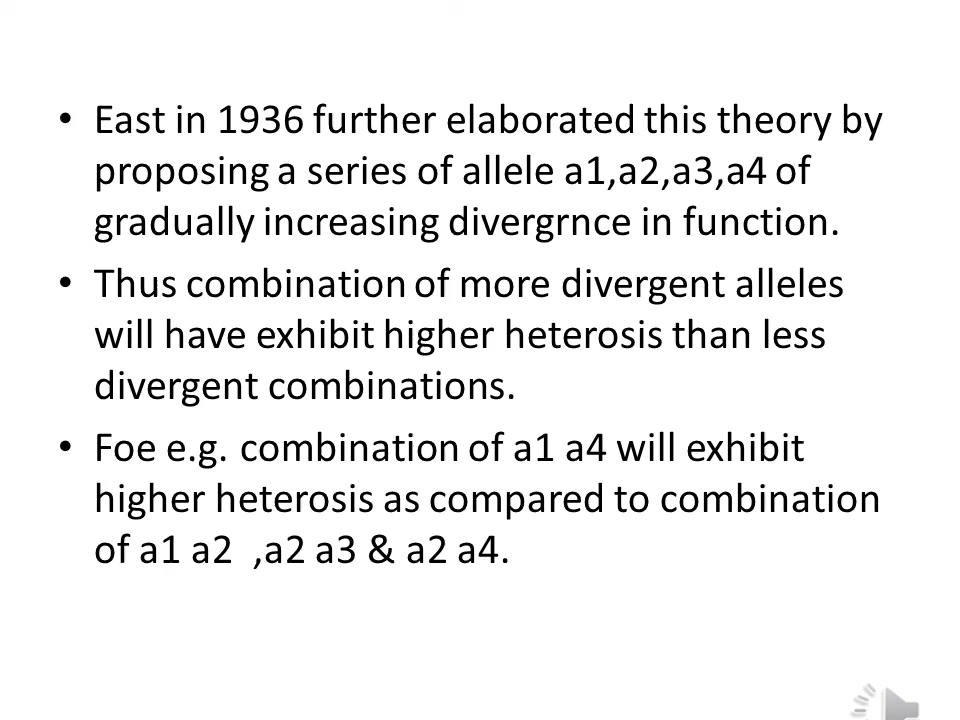 • East in 1936 further elaborated this theory by
proposing a series of allele a1,a2,a3,a4 of
gradually increasing divergrnce in function.
• Thus combination of more divergent alleles
will have exhibit higher heterosis than less
divergent combinations.
• Foe e.g. combination of a1 a4 will exhibit
higher heterosis as compared to combination
of a1 a2  ,a2 a3 & a2 a4.